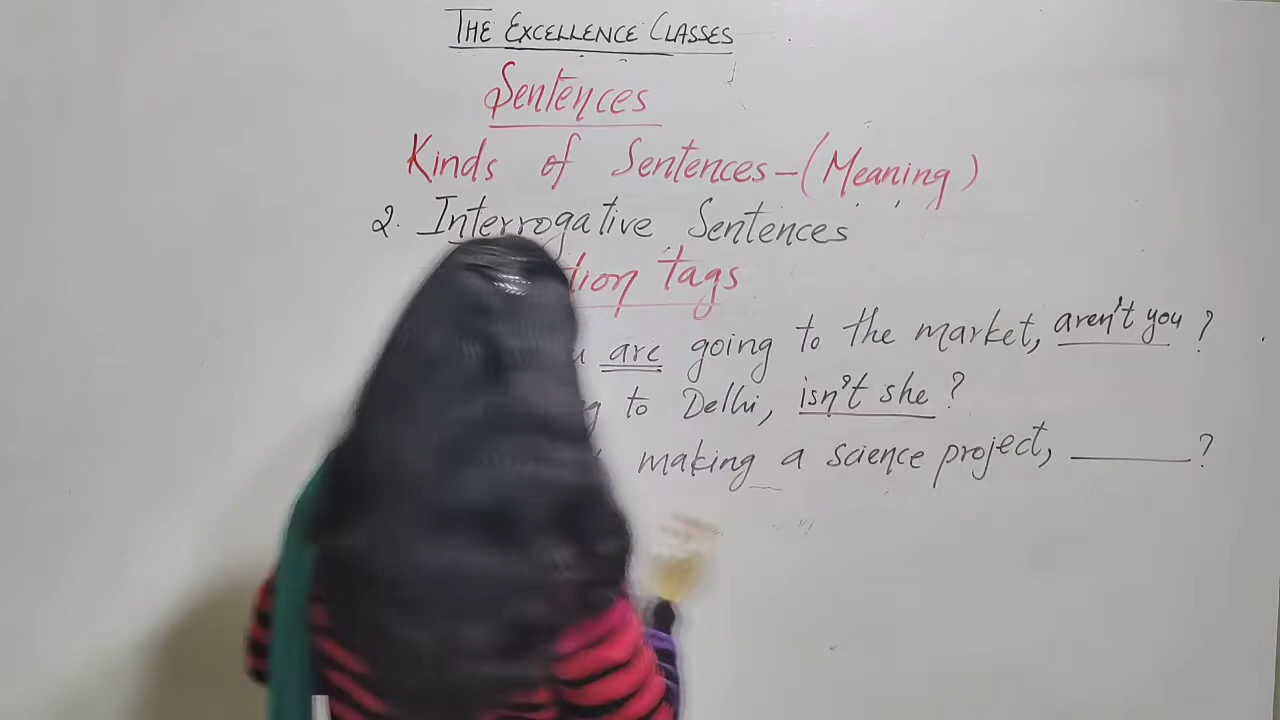 THE EXCELLENCE CLASSES
Sentences
Kinds of Sentences - (Meaning)
2. Interrogative Sentences
tion tags
are going to the market, aren't you ?
to Delhi, isn't she ?
making a science project, ______ ?